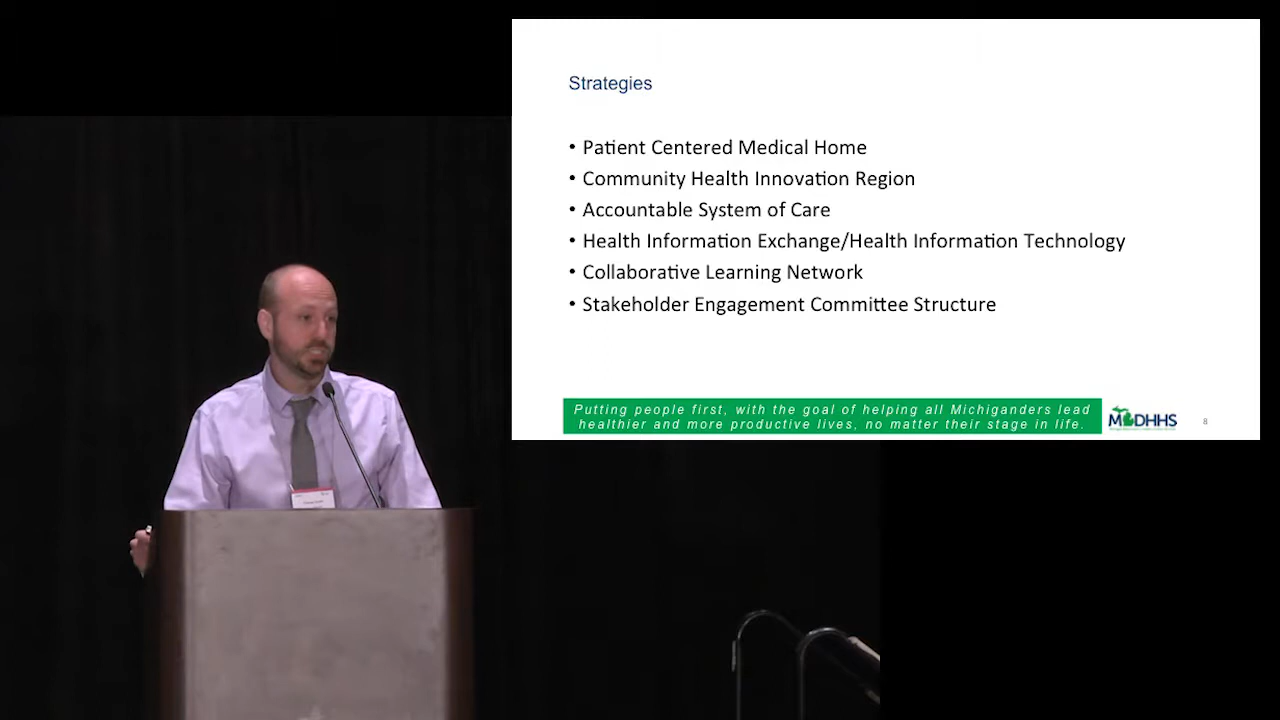 Strategies
• Patient Centered Medical Home
• Community Health Innovation Region
• Accountable System of Care
• Health Information Exchange/Health Information Technology
• Collaborative Learning Network
• Stakeholder Engagement Committee Structure
Putting people first, with the goal of helping all Michiganders lead
healthier and more productive lives, no matter their stage in life.
MDHHS
8